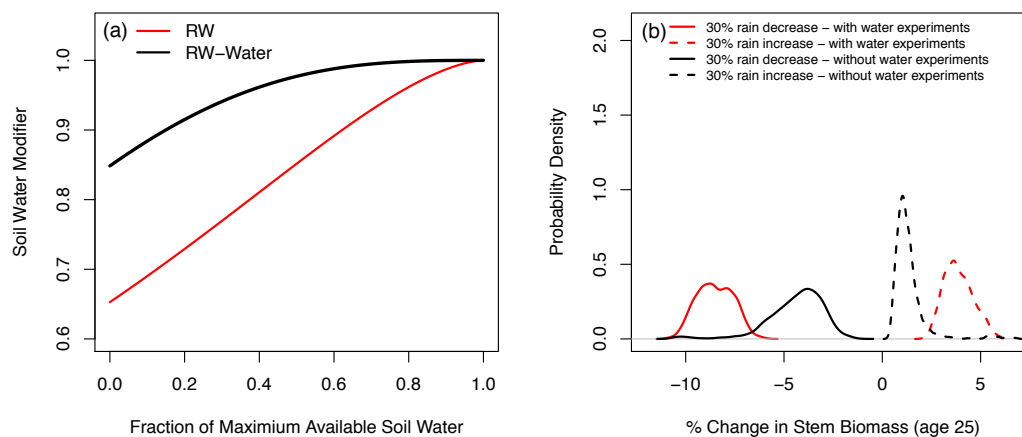 (a)
RW
RW−Water
Soil Water Modifier
1.0
0.9
0.8
0.7
0.6
0.0 0.2 0.4 0.6 0.8 1.0
Fraction of Maximum Available Soil Water
(b)
30% rain decrease − with water experiments
30% rain increase − with water experiments
30% rain decrease − without water experiments
30% rain increase − without water experiments
Probability Density
2.0
1.5
1.0
0.5
0.0
−10 −5 0 5
% Change in Stem Biomass (age 25)